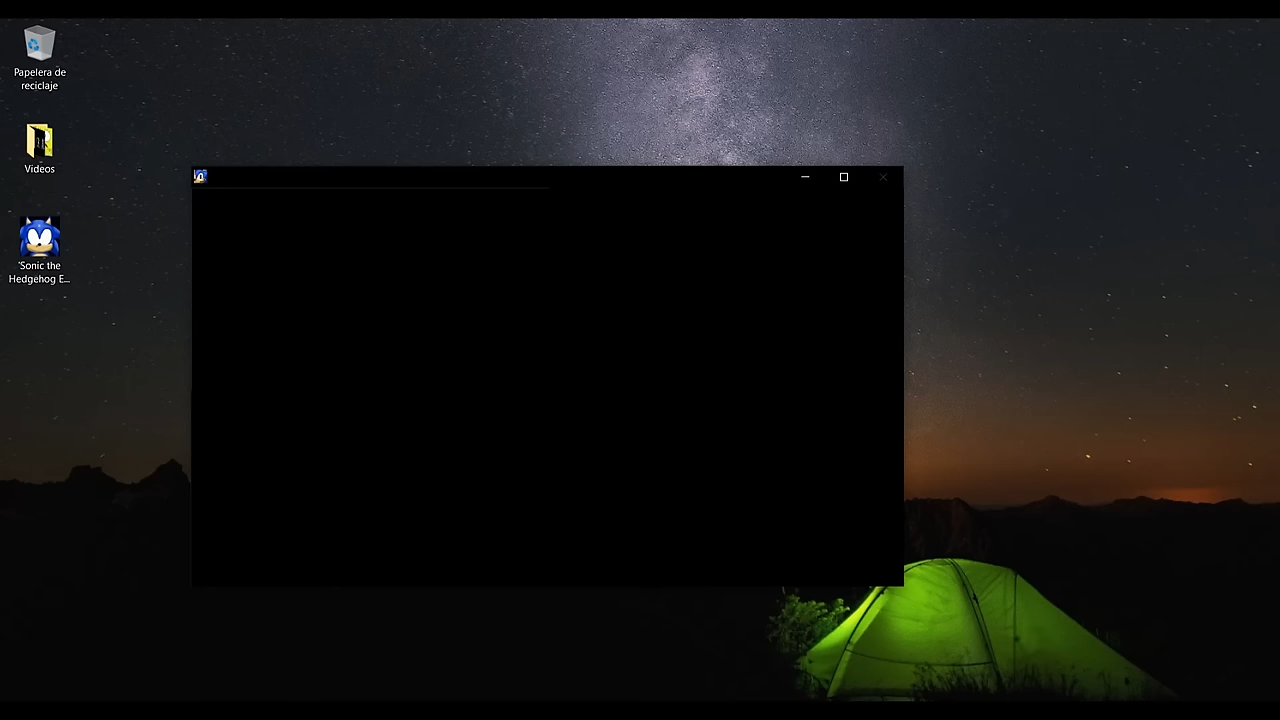 Papelera de
reciclaje
Videos
'Sonic the
Hedgehog E...